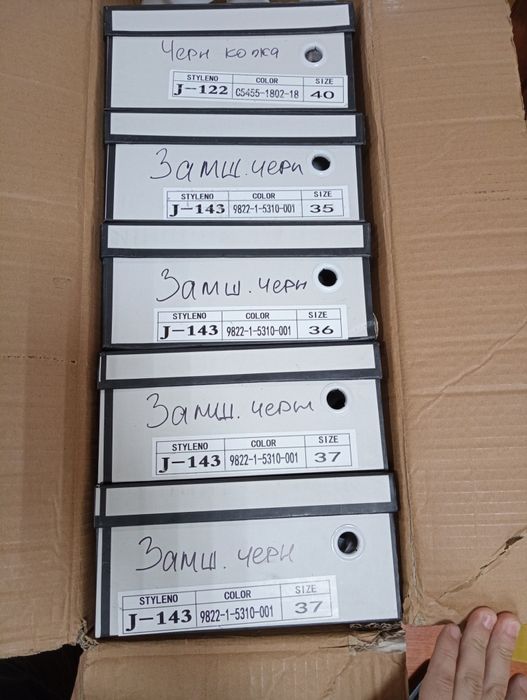 Черн кожа
STYLENO COLOR SIZE
J-122 C5455-1802-18 40
Замш. черн
STYLENO COLOR SIZE
J-143 9822-1-5310-001 35
Замш. черн
STYLENO COLOR SIZE
J-143 9822-1-5310-001 36
Замш. черн
STYLENO COLOR SIZE
J-143 9822-1-5310-001 37
Замш. черн
STYLENO COLOR SIZE
J-143 9822-1-5310-001 37